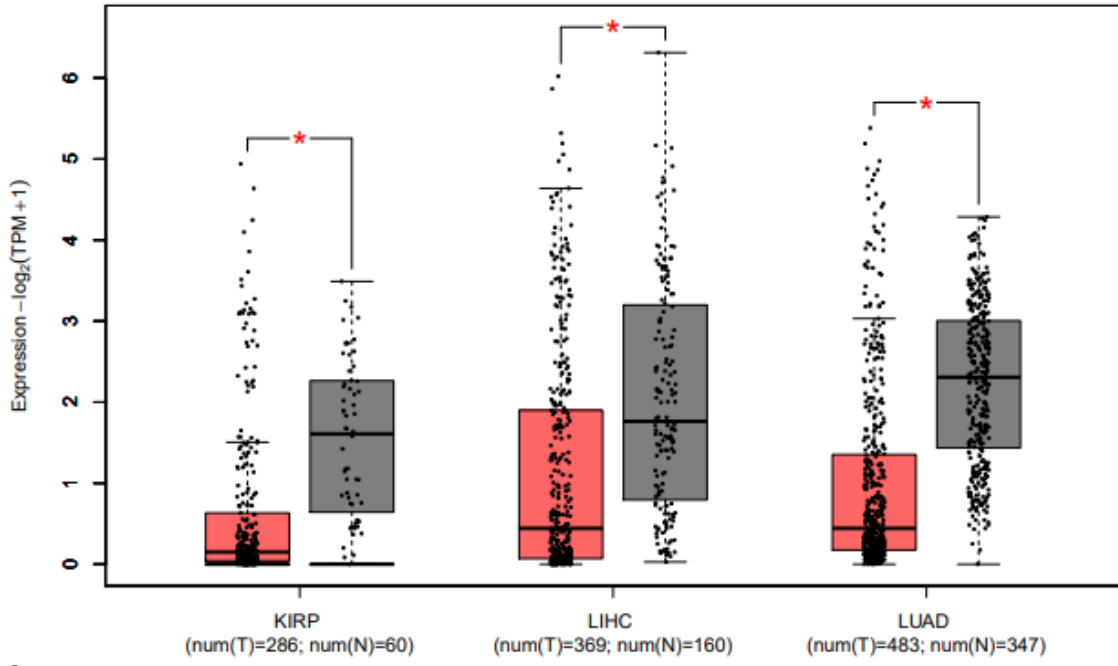 Expression −log₂(TPM + 1)
6
5
4
3
2
1
0
*
*
*
KIRP
(num(T)=286; num(N)=60)
LIHC
(num(T)=369; num(N)=160)
LUAD
(num(T)=483; num(N)=347)